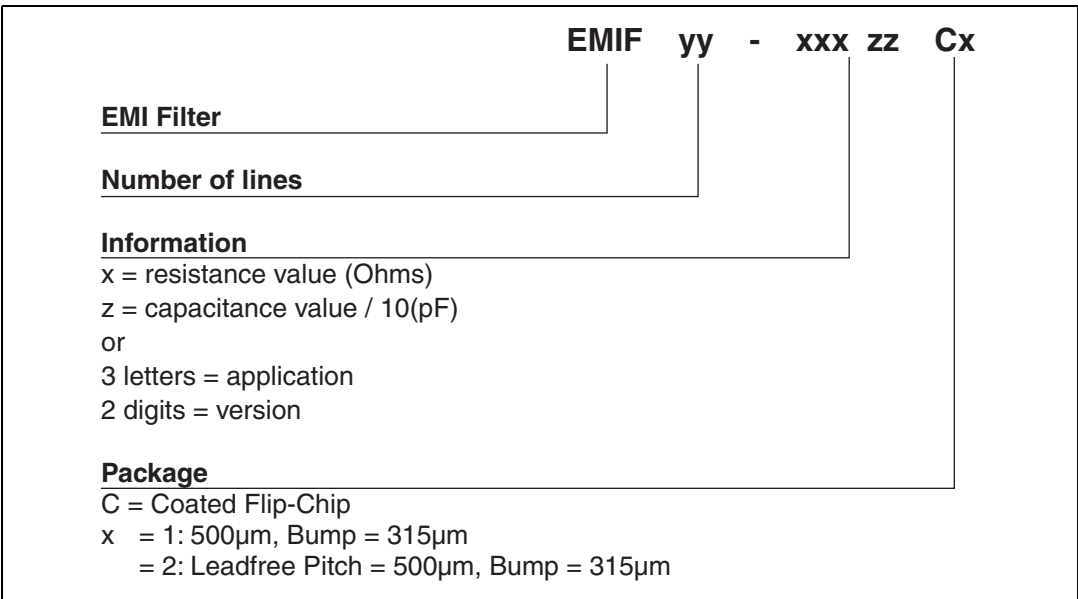 EMIF yy - xxx zz Cx
EMI Filter
Number of lines
Information
x = resistance value (Ohms)
z = capacitance value / 10(pF)
or
3 letters = application
2 digits = version
Package
C = Coated Flip-Chip
x = 1: 500µm, Bump = 315µm
= 2: Leadfree Pitch = 500µm, Bump = 315µm